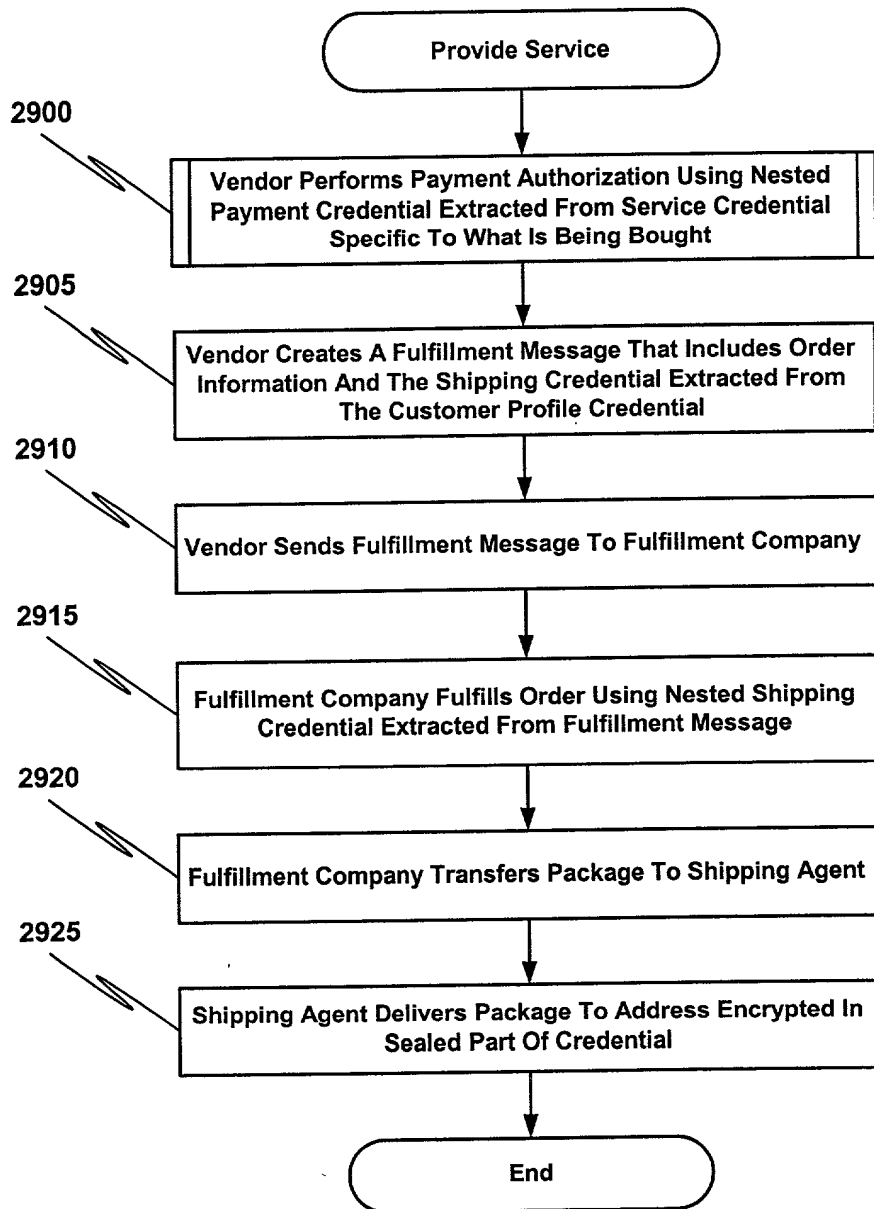 Provide Service
2900
Vendor Performs Payment Authorization Using Nested
Payment Credential Extracted From Service Credential
Specific To What Is Being Bought
2905
Vendor Creates A Fulfillment Message That Includes Order
Information And The Shipping Credential Extracted From
The Customer Profile Credential
2910
Vendor Sends Fulfillment Message To Fulfillment Company
2915
Fulfillment Company Fulfills Order Using Nested Shipping
Credential Extracted From Fulfillment Message
2920
Fulfillment Company Transfers Package To Shipping Agent
2925
Shipping Agent Delivers Package To Address Encrypted In
Sealed Part Of Credential
End